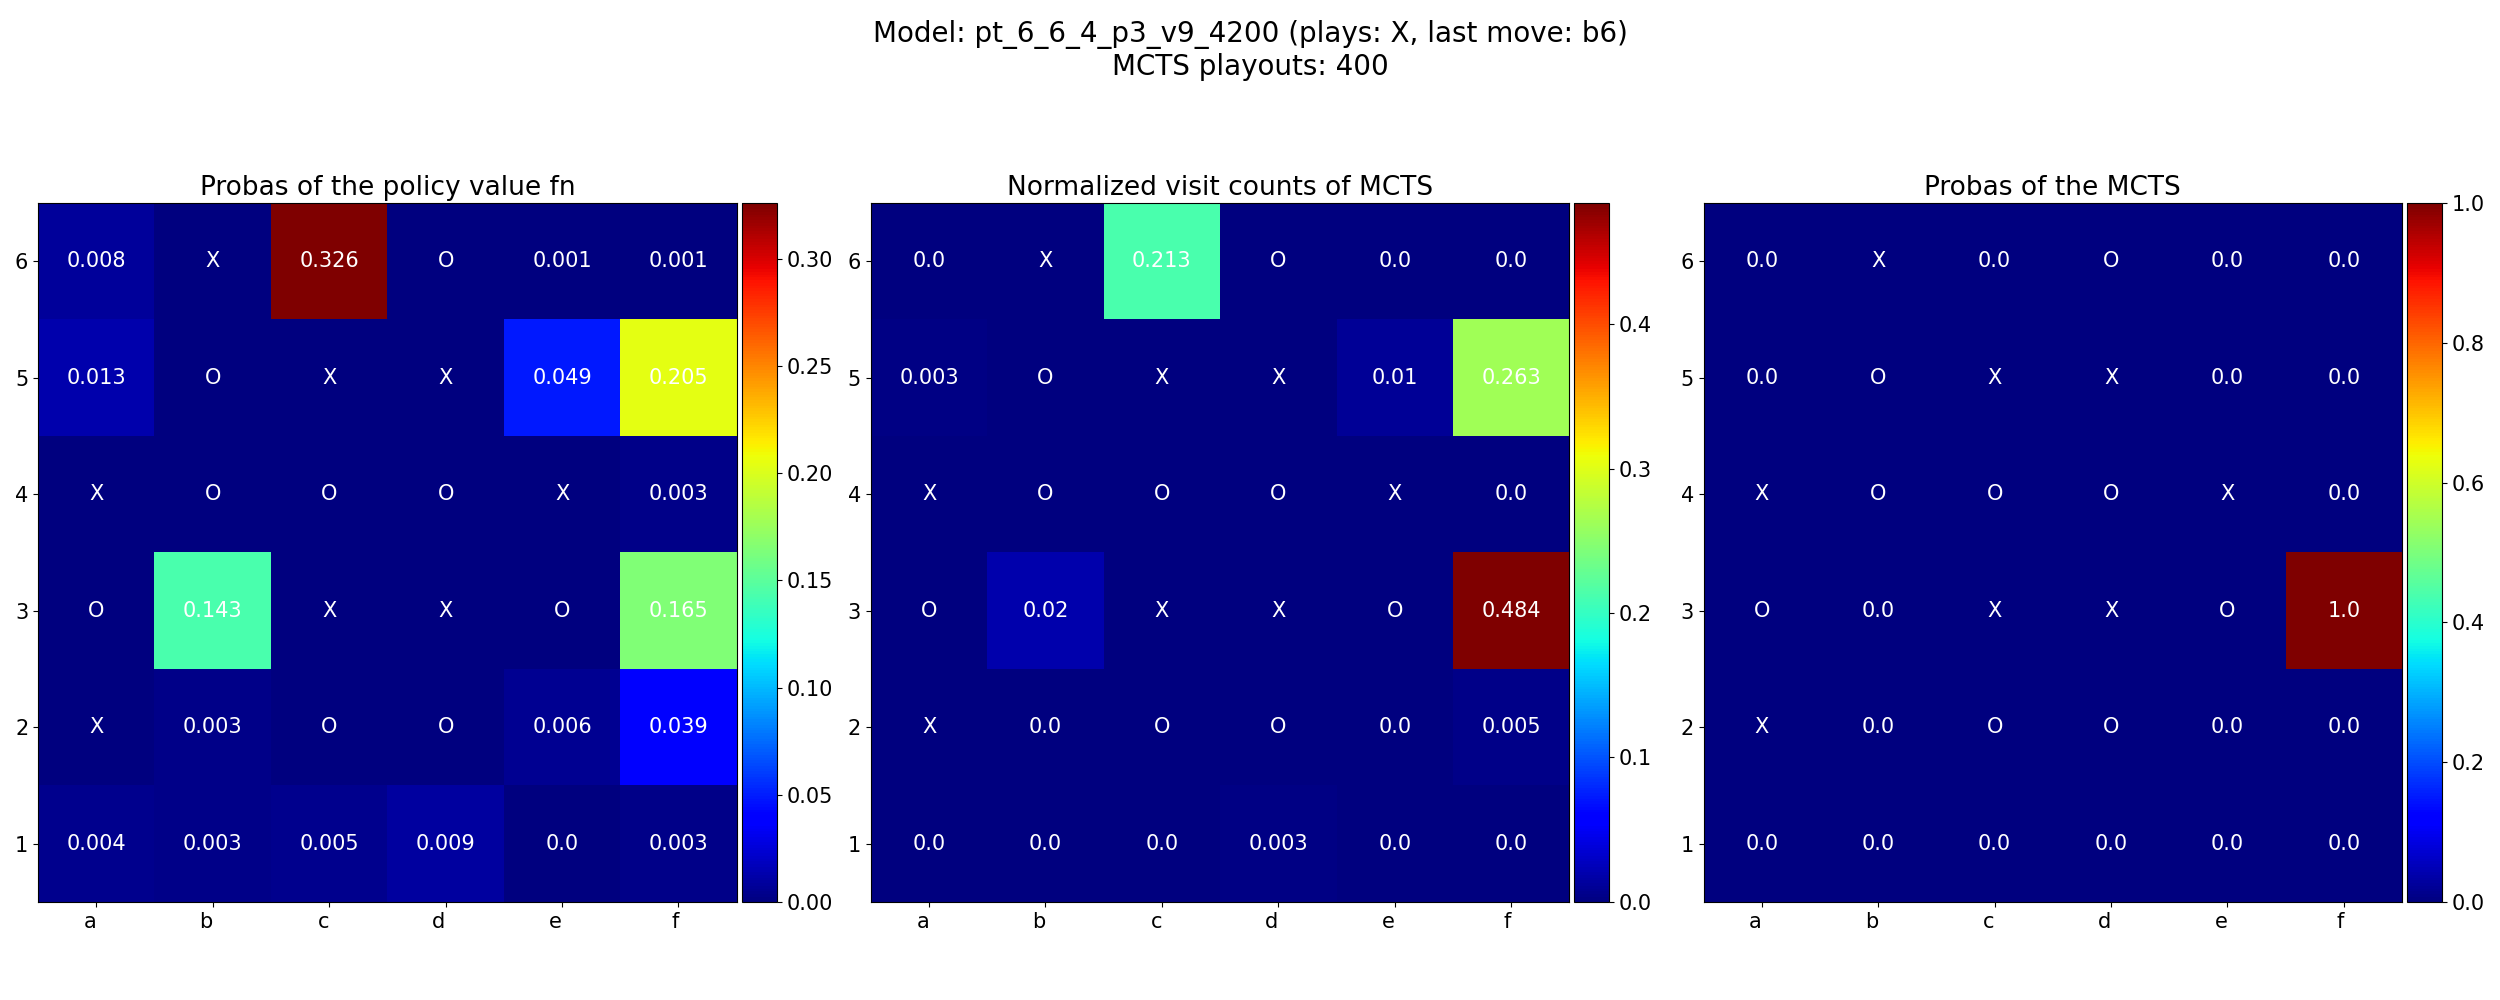 Model: pt_6_6_4_p3_v9_4200 (plays: X, last move: b6)
MCTS playouts: 400
Probas of the policy value fn
6 0.008 X 0.326 O 0.001 0.001
5 0.013 O X X 0.049 0.205
4 X O O O X 0.003
3 O 0.143 X X O 0.165
2 X 0.003 O O 0.006 0.039
1 0.004 0.003 0.005 0.009 0.0 0.003
a b c d e f
0.30
0.25
0.20
0.15
0.10
0.05
0.00
Normalized visit counts of MCTS
6 0.0 X 0.213 O 0.0 0.0
5 0.003 O X X 0.01 0.263
4 X O O O X 0.0
3 O 0.02 X X O 0.484
2 X 0.0 O O 0.0 0.005
1 0.0 0.0 0.0 0.003 0.0 0.0
a b c d e f
0.4
0.3
0.2
0.1
0.0
Probas of the MCTS
6 0.0 X 0.0 O 0.0 0.0
5 0.0 O X X 0.0 0.0
4 X O O O X 0.0
3 O 0.0 X X O 1.0
2 X 0.0 O O 0.0 0.0
1 0.0 0.0 0.0 0.0 0.0 0.0
a b c d e f
1.0
0.8
0.6
0.4
0.2
0.0